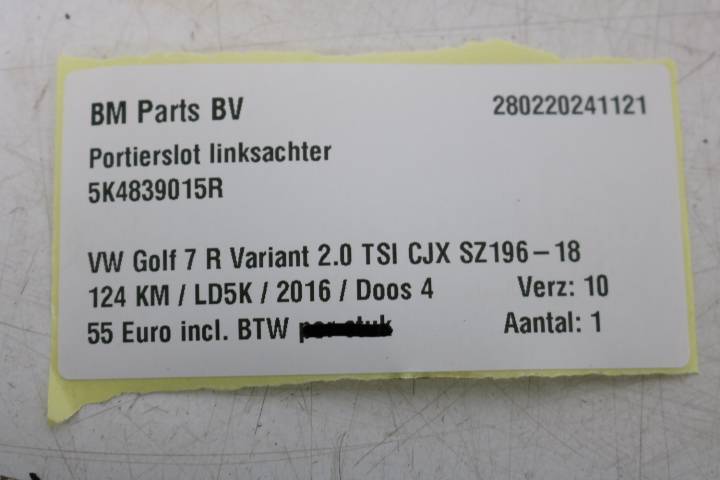 BM Parts BV 280220241121
Portierslot linksachter
5K4839015R
VW Golf 7 R Variant 2.0 TSI CJX SZ196-18
124 KM / LD5K / 2016 / Doos 4 Verz: 10
55 Euro incl. BTW Aantal: 1